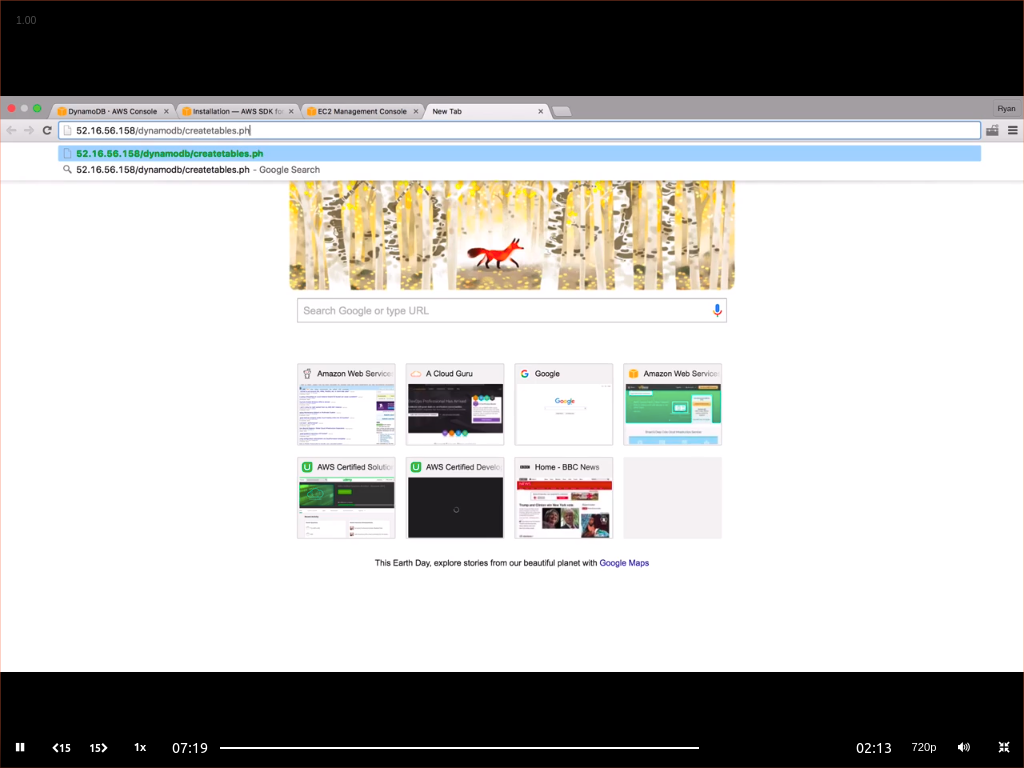 1.00
DynamoDB · AWS Console
Installation — AWS SDK for
EC2 Management Console
New Tab
Ryan
52.16.56.158/dynamodb/createtables.ph
52.16.56.158/dynamodb/createtables.ph
52.16.56.158/dynamodb/createtables.ph - Google Search
Search Google or type URL
Amazon Web Service
A Cloud Guru
Google
Amazon Web Service
Google
AWS Certified Solutio
AWS Certified Develo
Home - BBC News
This Earth Day, explore stories from our beautiful planet with Google Maps
15
15
1x
07:19
02:13
720p